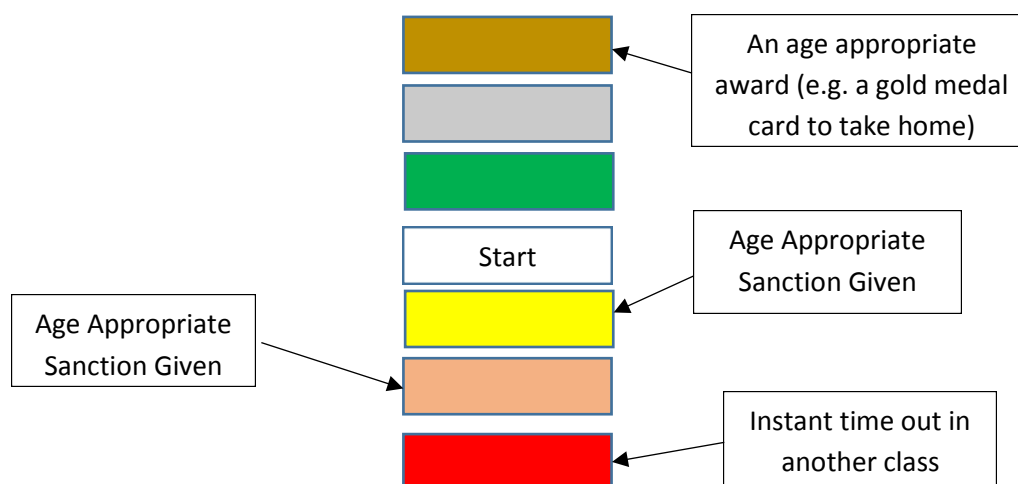 An age appropriate
award (e.g. a gold medal
card to take home)
Start
Age Appropriate
Sanction Given
Age Appropriate
Sanction Given
Instant time out in
another class